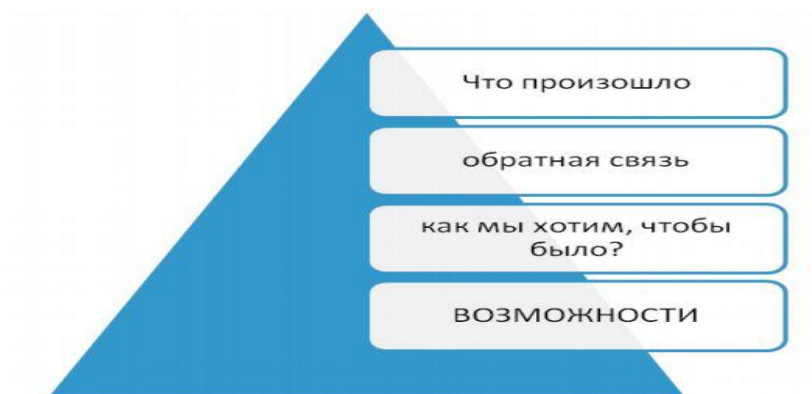 Что произошло
обратная связь
как мы хотим, чтобы
было?
ВОЗМОЖНОСТИ